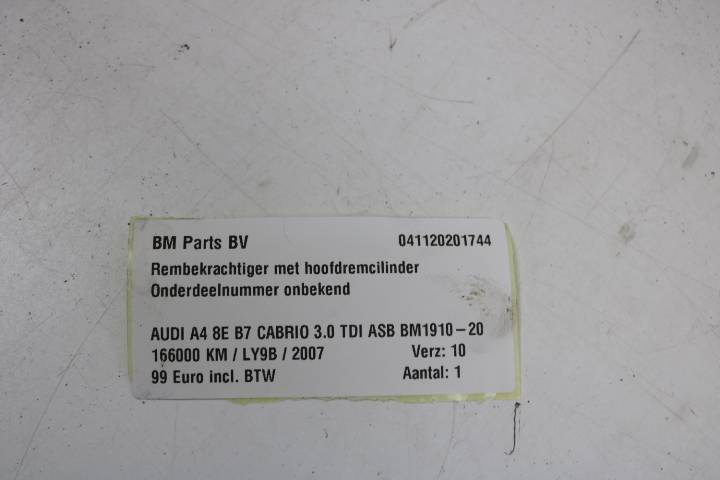 BM Parts BV 041120201744
Rembekrachtiger met hoofdremcilinder
Onderdeelnummer onbekend
AUDI A4 8E B7 CABRIO 3.0 TDI ASB BM1910-20
166000 KM / LY9B / 2007 Verz: 10
99 Euro incl. BTW Aantal: 1